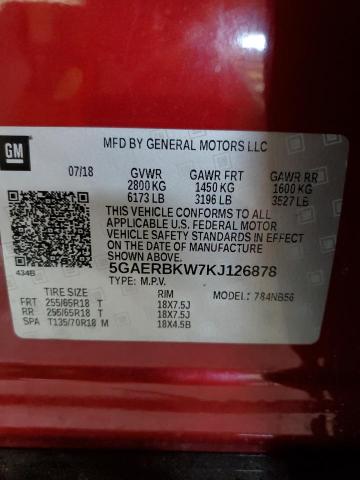 GM
MFD BY GENERAL MOTORS LLC
07/18 GVWR GAWR FRT GAWR RR
2800 KG 1450 KG 1600 KG
6173 LB 3196 LB 3527 LB
THIS VEHICLE CONFORMS TO ALL
APPLICABLE U.S. FEDERAL MOTOR
VEHICLE SAFETY STANDARDS IN EFFECT
ON THE DATE OF MANUFACTURE
SHOWN ABOVE.
434B 5GAERBKW7KJ126878
TYPE: M.P.V.
TIRE SIZE RIM MODEL: 784NB56
FRT 255/65R18 T 18X7.5J
RR 255/65R18 T 18X7.5J
SPA T135/70R18 M 18X4.5B